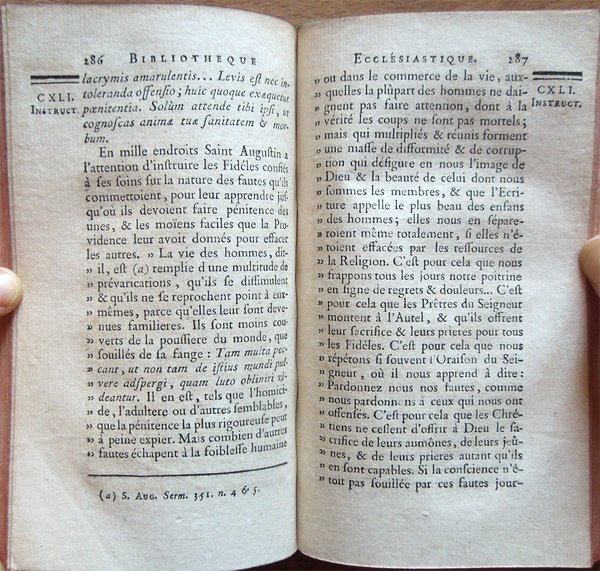 286 BIBLIOTHEQUE
CXLI.
INSTRUCT.
lacrymis amarulentis... Levis est nec in-
toleranda offensio; huic quoque exæquetur
pœnitentia. Solùm attende tibi ipsi, ut
cognoscas animæ tuæ sanitatem & mor-
bum.
En mille endroits Saint Augustin a
l'attention d'instruire les Fidéles confiés
à ses soins sur la nature des fautes qu'ils
commettoient, pour leur apprendre jus-
qu'où ils devoient faire pénitence des
unes, & les moïens faciles que la Pro-
vidence leur avoit donnés pour effacer
les autres. » La vie des hommes, dit-
» il, est (a) remplie d'une multitude de
» prévarications, qu'ils se dissimulent
» & qu'ils ne se reprochent point à eux-
» mêmes, parce qu'elles leur sont deve-
» nues familieres. Ils sont moins cou-
» verts de la poussiere du monde, que
» souillés de sa fange : Tam multa pec-
» cant, ut non tam de istius mundi pul-
» vere adspergi, quam luto obliniri vi-
» deantur. Il en est, tels que l'homici-
» de, l'adultere ou d'autres semblables,
» que la pénitence la plus rigoureuse peut
» à peine expier. Mais combien d'autres
» fautes échapent à la foiblesse humaine
(a) S. AUG. Serm. 351. n. 4 & 5.
ECCLÉSIASTIQUE. 287
CXLI.
INSTRUCT.
» ou dans le commerce de la vie, aux-
» quelles la plûpart des hommes ne dai-
» gnent pas faire attention, dont à la
» vérité les coups ne sont pas mortels;
» mais qui multipliés & réunis forment
» une masse de difformité & de corrup-
» tion qui défigure en nous l'image de
» Dieu & la beauté de celui dont nous
» sommes les membres, & que l'Ecri-
» ture appelle le plus beau des enfans
» des hommes; elles nous en sépare-
» roient même totalement, si elles n'é-
» toient effacées par les ressources de
» la Religion. C'est pour cela que nous
» frappons tous les jours notre poitrine
» en signe de regrets & douleurs... C'est
» pour cela que les Prêtres du Seigneur
» montent à l'Autel, & qu'ils offrent
» leur sacrifice & leurs prieres pour tous
» les Fidéles. C'est pour cela que nous
» répétons si souvent l'Oraison du Sei-
» gneur, où il nous apprend à dire:
» Pardonnez nous nos fautes, comme
» nous pardonnons à ceux qui nous ont
» offensés. C'est pour cela que les Chré-
» tiens ne cessent d'offrir à Dieu le sa-
» crifice de leurs aumônes, de leurs jeû-
» nes, & de leurs prieres autant qu'ils
» en sont capables. Si la conscience n'é-
» toit pas souillée par ces fautes jour-